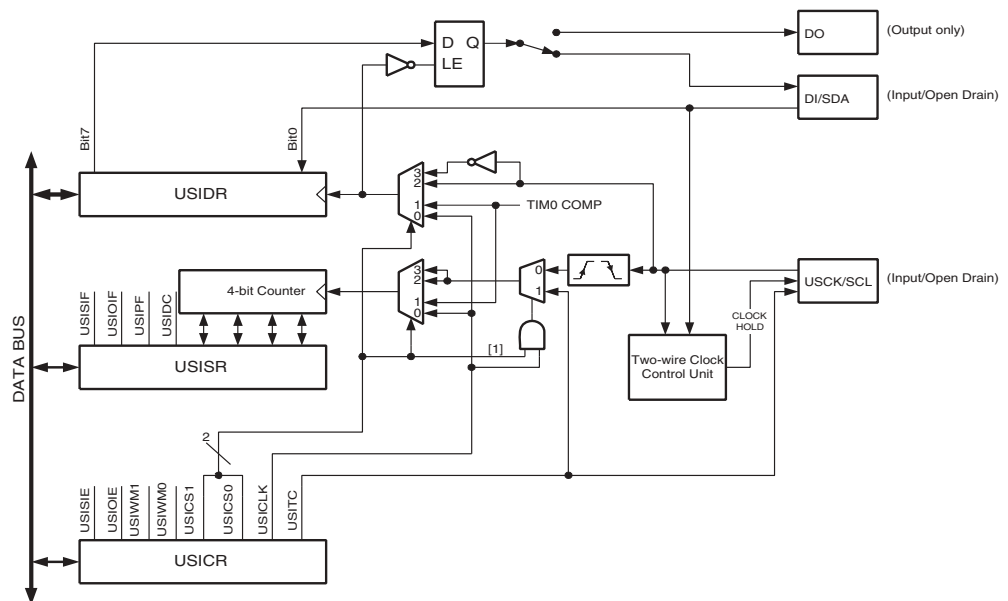 D Q
LE
DO
(Output only)
DI/SDA
(Input/Open Drain)
Bit7
Bit0
USIDR
3
2
1
0
TIM0 COMP
4-bit Counter
3
2
1
0
0
1
USCK/SCL
(Input/Open Drain)
CLOCK
HOLD
USISIF
USIOIF
USIPF
USIDC
[1]
Two-wire Clock
Control Unit
DATA BUS
USISR
2
USISIE
USIOIE
USIWM1
USIWM0
USICS1
USICS0
USICLK
USITC
USICR